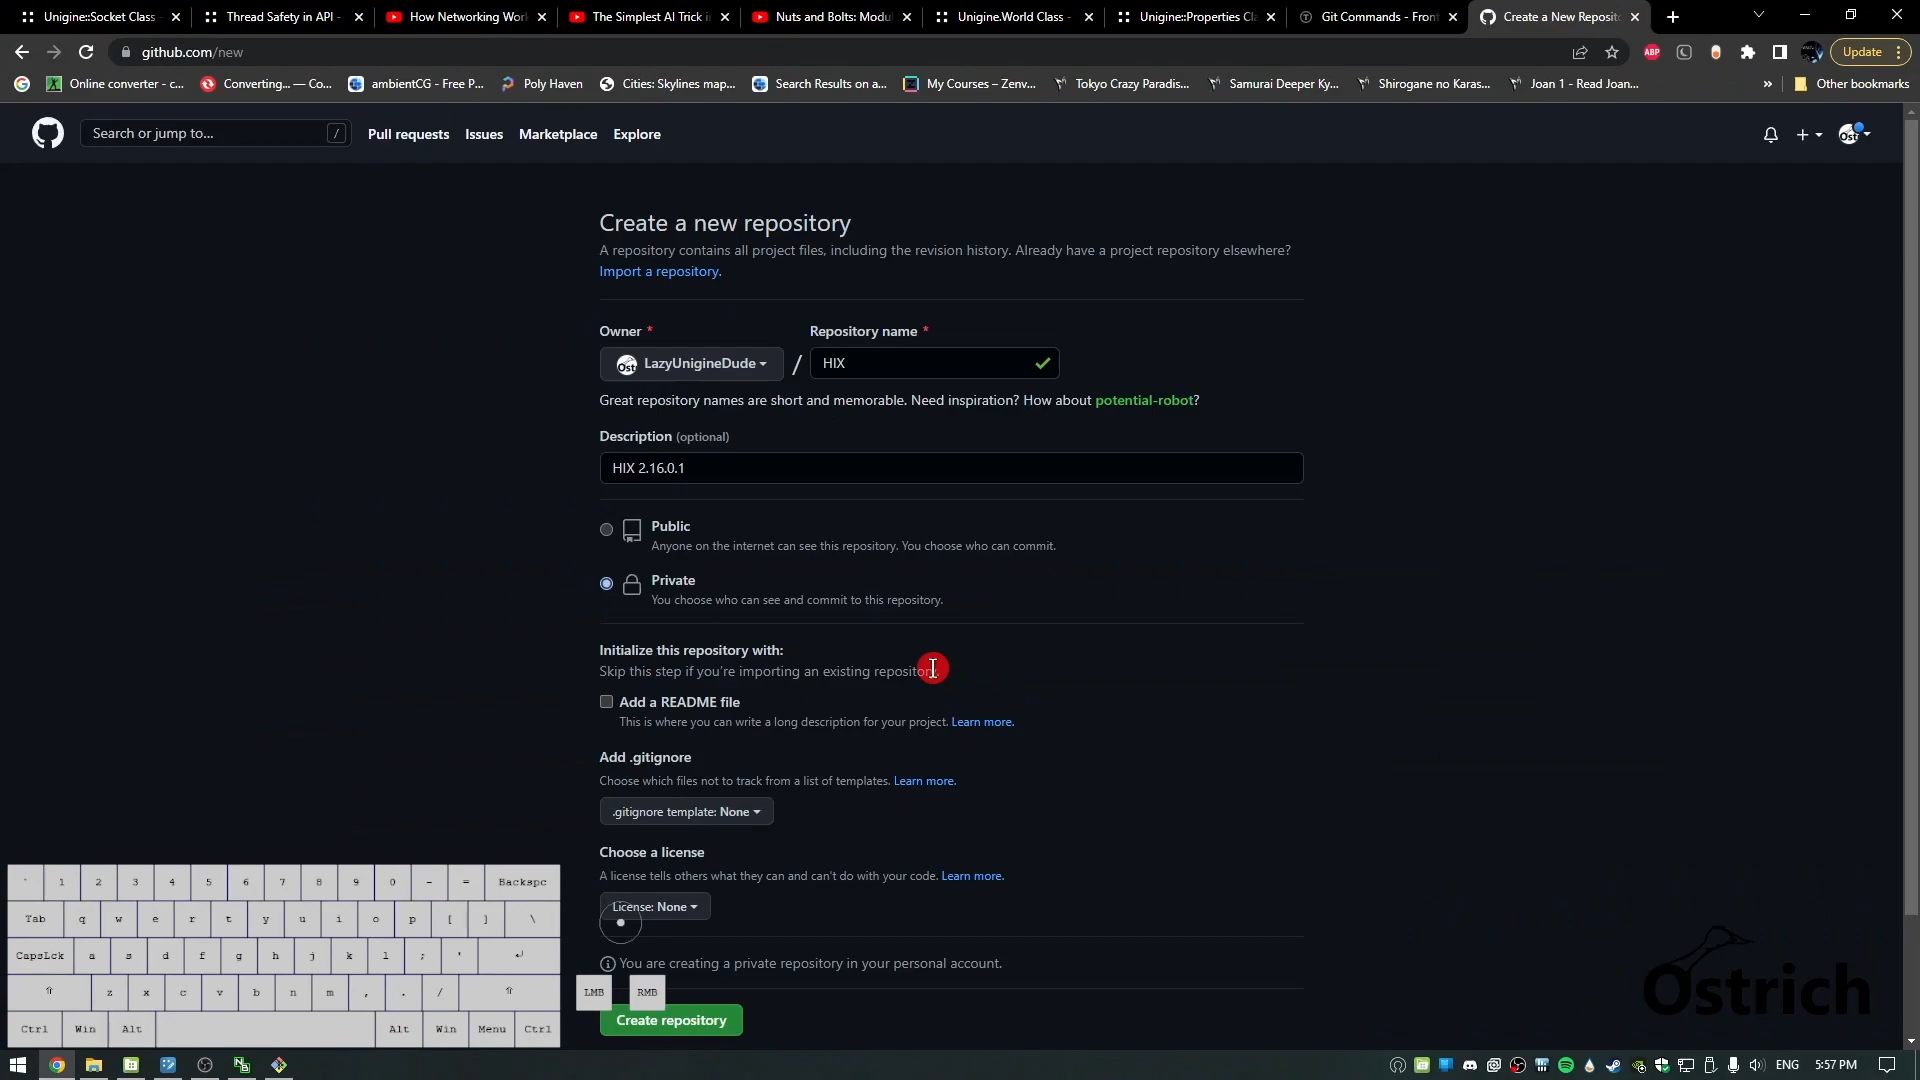 Unigine::Socket Class -
Thread Safety in API -
How Networking Wor
The Simplest AI Trick i
Nuts and Bolts: Modu
Unigine.World Class -
Unigine::Properties Cl
Git Commands - Front
Create a New Reposit
github.com/new
ABP
Update
Online converter - c...
Converting... — Co...
ambientCG - Free P...
Poly Haven
Cities: Skylines map...
Search Results on a...
My Courses – Zenv...
Tokyo Crazy Paradis...
Samurai Deeper Ky...
Shirogane no Karas...
Joan 1 - Read Joan...
»
Other bookmarks
Search or jump to...
/
Pull requests
Issues
Marketplace
Explore
Create a new repository
A repository contains all project files, including the revision history. Already have a project repository elsewhere?
Import a repository.
Owner *
Repository name *
LazyUnigineDude
/
HIX
Great repository names are short and memorable. Need inspiration? How about potential-robot?
Description (optional)
HIX 2.16.0.1
Public
Anyone on the internet can see this repository. You choose who can commit.
Private
You choose who can see and commit to this repository.
Initialize this repository with:
Skip this step if you're importing an existing repository.
Add a README file
This is where you can write a long description for your project. Learn more.
Add .gitignore
Choose which files not to track from a list of templates. Learn more.
.gitignore template: None
Choose a license
A license tells others what they can and can't do with your code. Learn more.
License: None
You are creating a private repository in your personal account.
Create repository
` 1 2 3 4 5 6 7 8 9 0 - = Backspc
Tab q w e r t y u i o p [ ] \
CapsLck a s d f g h j k l ; '
z x c v b n m , . /
Ctrl Win Alt Alt Win Menu Ctrl
LMB RMB
Ostrich
ENG
5:57 PM